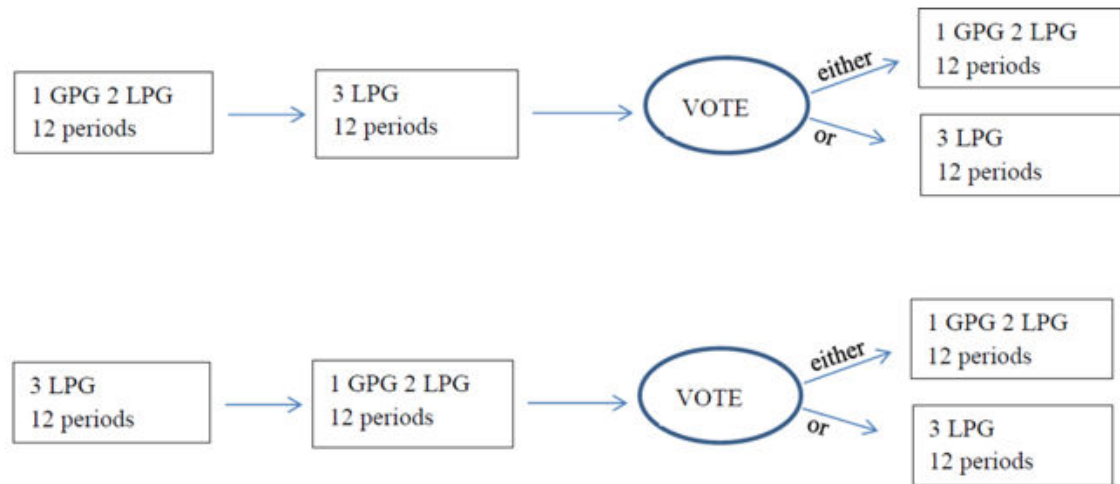 1 GPG 2 LPG
12 periods
3 LPG
12 periods
VOTE
either
or
1 GPG 2 LPG
12 periods
3 LPG
12 periods
3 LPG
12 periods
1 GPG 2 LPG
12 periods
VOTE
either
or
1 GPG 2 LPG
12 periods
3 LPG
12 periods